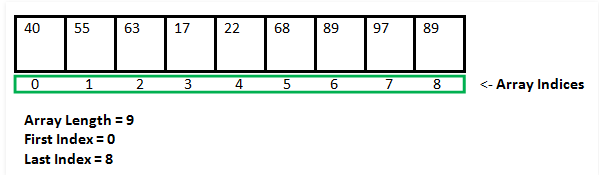 40 55 63 17 22 68 89 97 89
0 1 2 3 4 5 6 7 8 <- Array Indices
Array Length = 9
First Index = 0
Last Index = 8